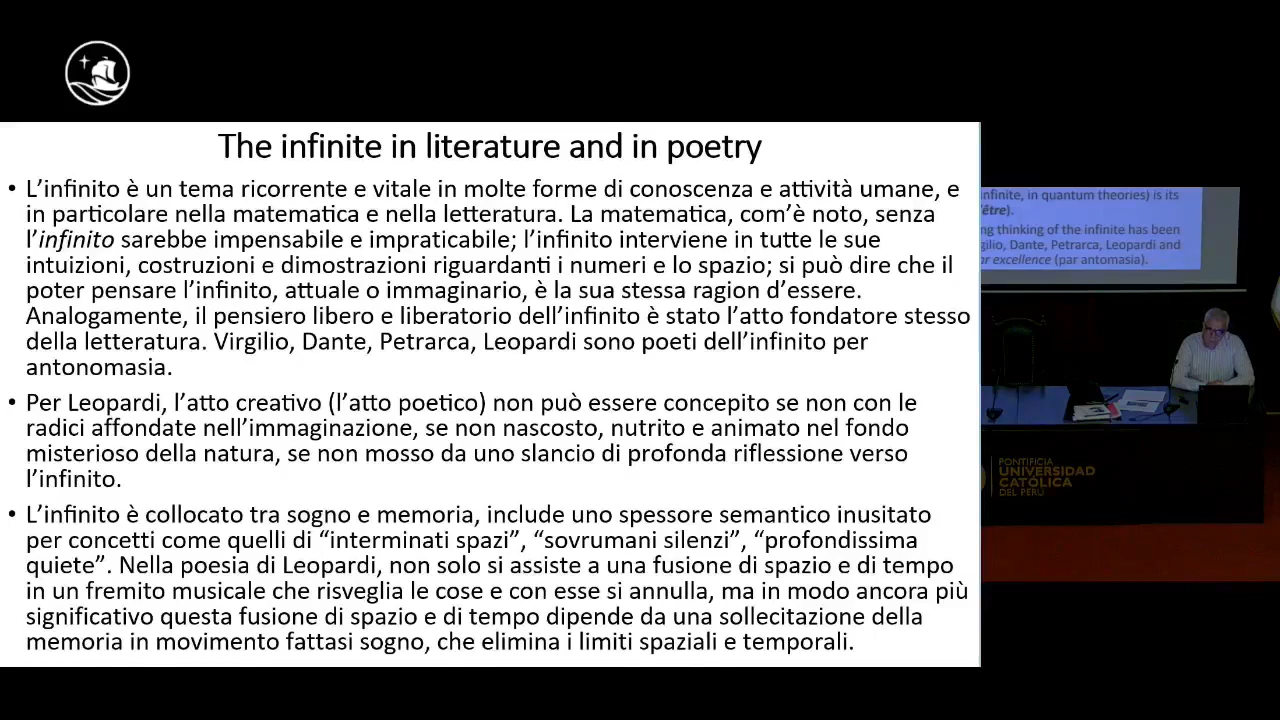 The infinite in literature and in poetry
• L'infinito è un tema ricorrente e vitale in molte forme di conoscenza e attività umane, e
in particolare nella matematica e nella letteratura. La matematica, com'è noto, senza
l'infinito sarebbe impensabile e impraticabile; l'infinito interviene in tutte le sue
intuizioni, costruzioni e dimostrazioni riguardanti i numeri e lo spazio; si può dire che il
poter pensare l'infinito, attuale o immaginario, è la sua stessa ragion d'essere.
Analogamente, il pensiero libero e liberatorio dell'infinito è stato l'atto fondatore stesso
della letteratura. Virgilio, Dante, Petrarca, Leopardi sono poeti dell'infinito per
antonomasia.
• Per Leopardi, l'atto creativo (l'atto poetico) non può essere concepito se non con le
radici affondate nell'immaginazione, se non nascosto, nutrito e animato nel fondo
misterioso della natura, se non mosso da uno slancio di profonda riflessione verso
l'infinito.
• L'infinito è collocato tra sogno e memoria, include uno spessore semantico inusitato
per concetti come quelli di "interminati spazi", "sovrumani silenzi", "profondissima
quiete". Nella poesia di Leopardi, non solo si assiste a una fusione di spazio e di tempo
in un fremito musicale che risveglia le cose e con esse si annulla, ma in modo ancora più
significativo questa fusione di spazio e di tempo dipende da una sollecitazione della
memoria in movimento fattasi sogno, che elimina i limiti spaziali e temporali.
nfinite, in quantum theories) is its
être).
ng thinking of the infinite has been
gilio, Dante, Petrarca, Leopardi and
ar excellence (par antomasia).
PONTIFICIA
UNIVERSIDAD
CATÓLICA
DEL PERÚ